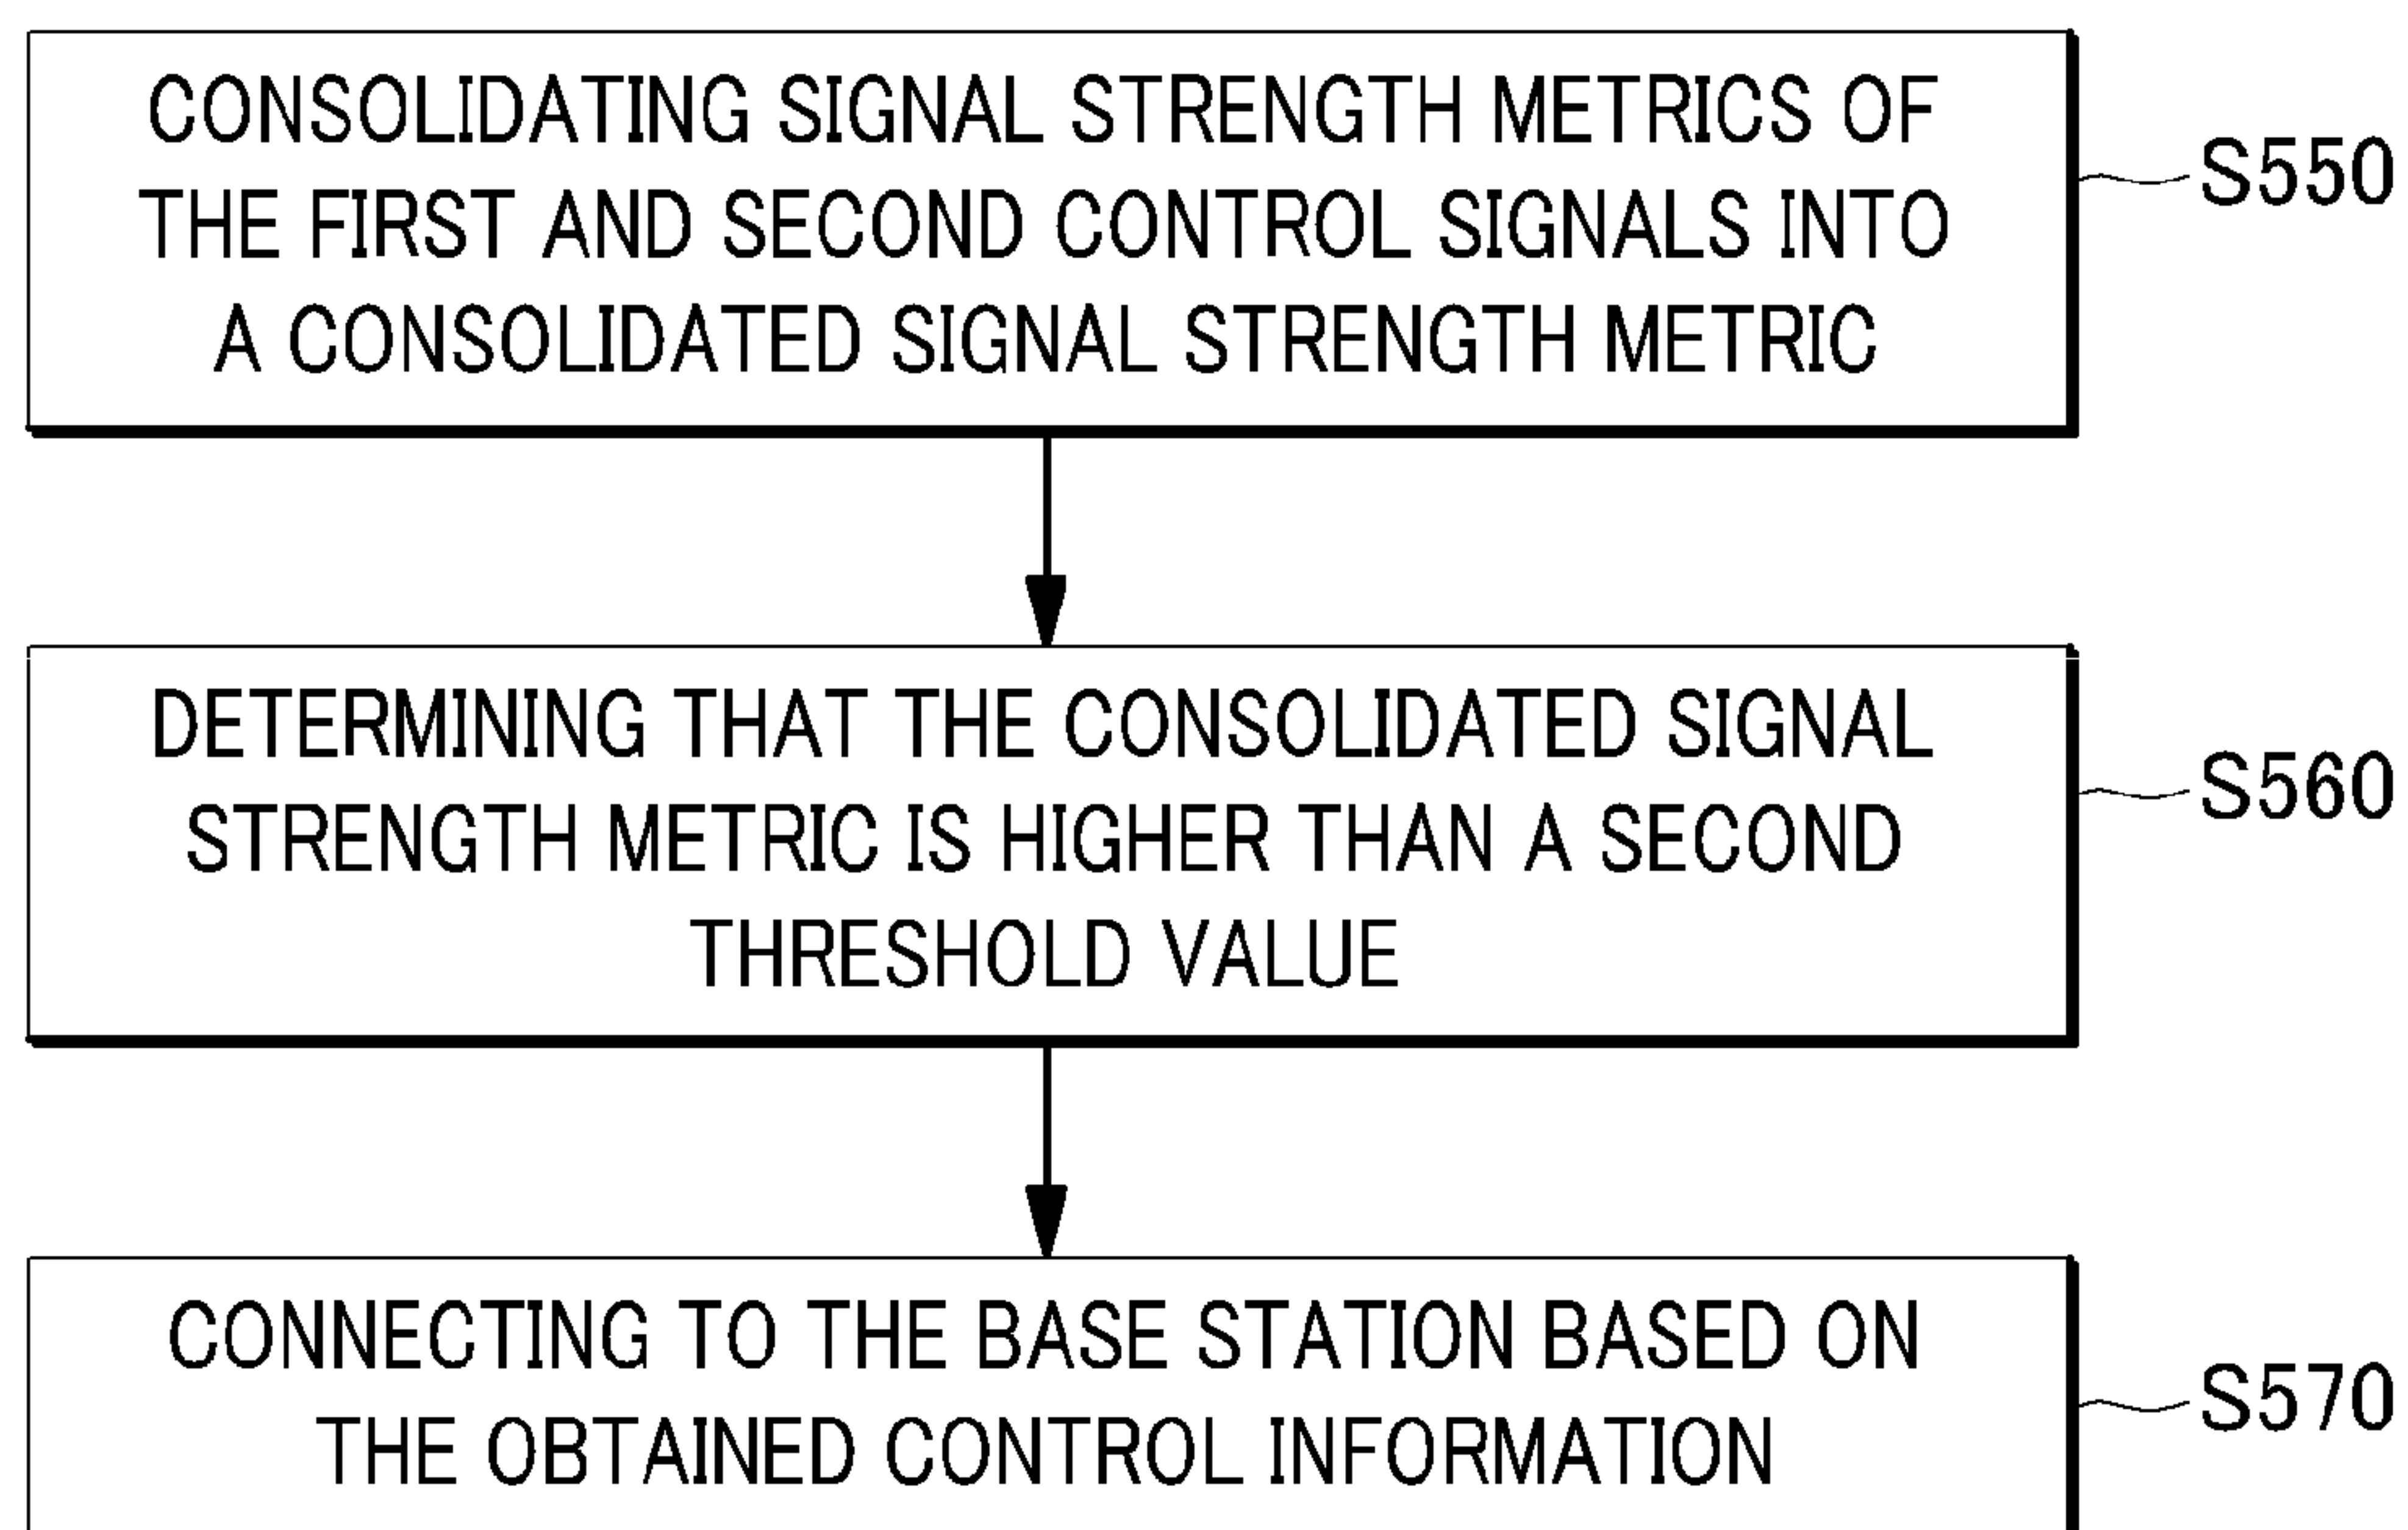 CONSOLIDATING SIGNAL STRENGTH METRICS OF
THE FIRST AND SECOND CONTROL SIGNALS INTO
A CONSOLIDATED SIGNAL STRENGTH METRIC
S550
DETERMINING THAT THE CONSOLIDATED SIGNAL
STRENGTH METRIC IS HIGHER THAN A SECOND
THRESHOLD VALUE
S560
CONNECTING TO THE BASE STATION BASED ON
THE OBTAINED CONTROL INFORMATION
S570